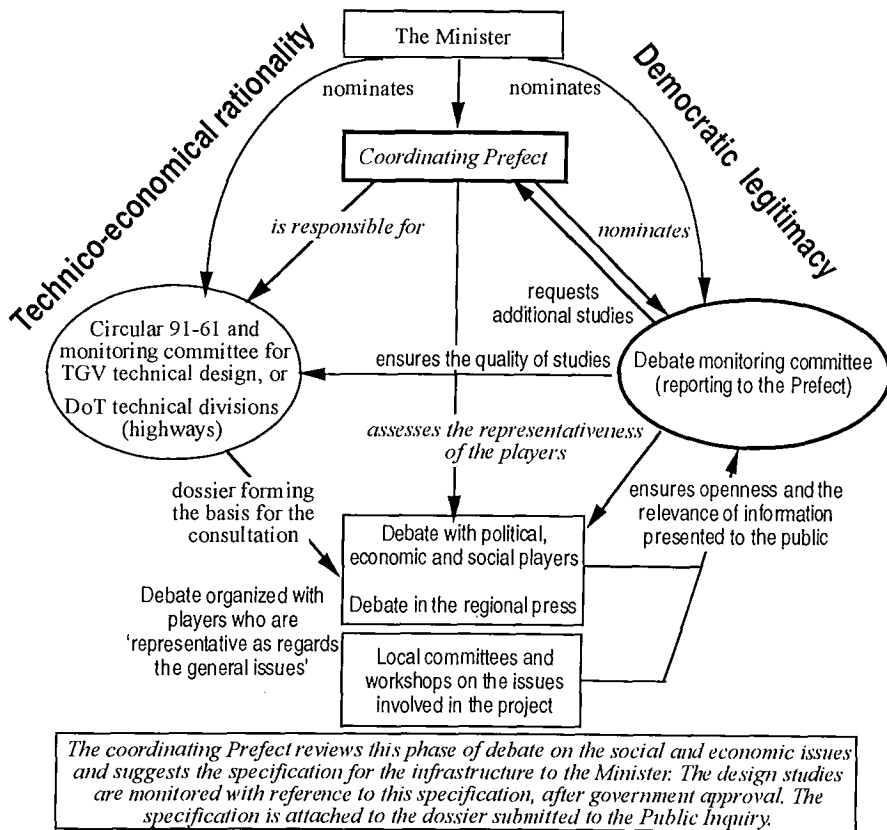 The Minister
Technico-economical rationality
Democratic legitimacy
nominates
nominates
Coordinating Prefect
is responsible for
nominates
requests
additional studies
Circular 91-61 and
monitoring committee for
TGV technical design, or
DoT technical divisions
(highways)
ensures the quality of studies
Debate monitoring committee
(reporting to the Prefect)
assesses the representativeness
of the players
dossier forming
the basis for the
consultation
ensures openness and the
relevance of information
presented to the public
Debate with political,
economic and social players
Debate in the regional press
Debate organized with
players who are
'representative as regards
the general issues'
Local committees and
workshops on the issues
involved in the project
The coordinating Prefect reviews this phase of debate on the social and economic issues
and suggests the specification for the infrastructure to the Minister. The design studies
are monitored with reference to this specification, after government approval. The
specification is attached to the dossier submitted to the Public Inquiry.